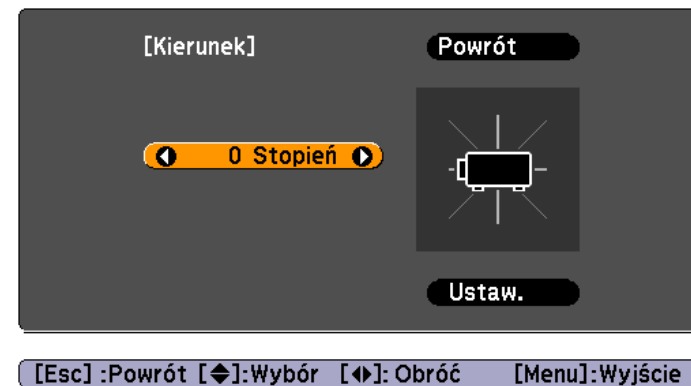 [Kierunek] Powrót
0 Stopień
Ustaw.
[Esc] :Powrót [◆]:Wybór [◆]: Obróć [Menu]:Wyjście